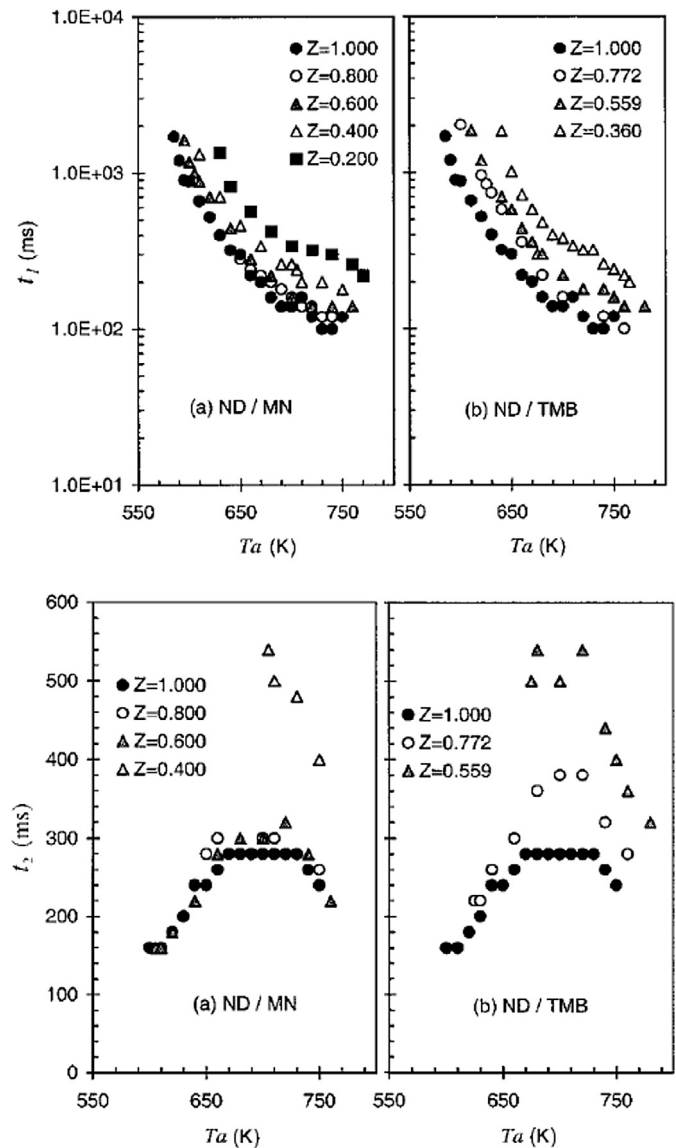 1.0E+04
1.0E+03
1.0E+02
1.0E+01
t1 (ms)
Z=1.000
Z=0.800
Z=0.600
Z=0.400
Z=0.200
(a) ND / MN
550
650
750
Ta (K)
Z=1.000
Z=0.772
Z=0.559
Z=0.360
(b) ND / TMB
550
650
750
Ta (K)
600
500
400
300
200
100
0
t2 (ms)
Z=1.000
Z=0.800
Z=0.600
Z=0.400
(a) ND / MN
550
650
750
Ta (K)
Z=1.000
Z=0.772
Z=0.559
(b) ND / TMB
550
650
750
Ta (K)